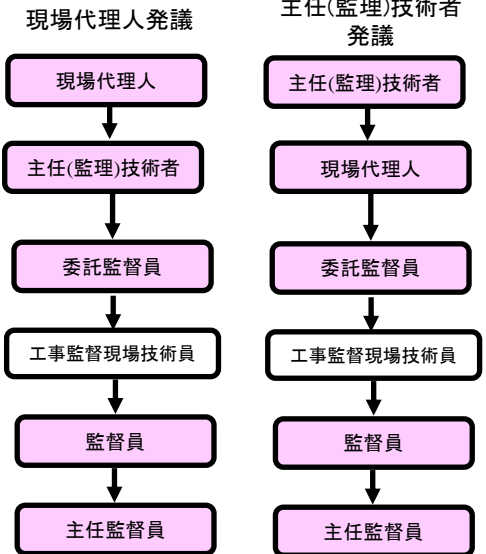 現場代理人発議
現場代理人
主任(監理)技術者
委託監督員
工事監督現場技術員
監督員
主任監督員
主任(監理)技術者
発議
主任(監理)技術者
現場代理人
委託監督員
工事監督現場技術員
監督員
主任監督員